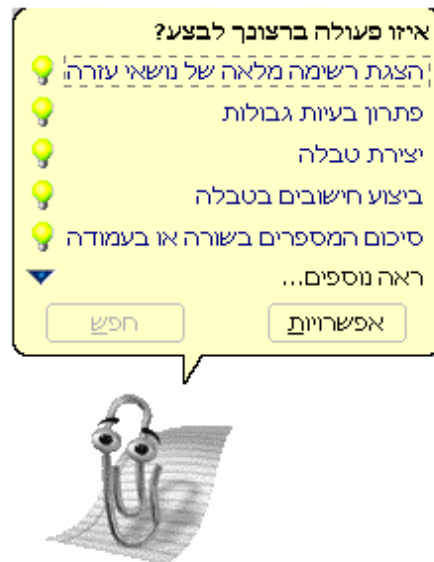 איזו פעולה ברצונך לבצע?
הצגת רשימה מלאה של נושאי עזרה
פתרון בעיות גבולות
יצירת טבלה
ביצוע חישובים בטבלה
סיכום המספרים בשורה או בעמודה
ראה נוספים...
אפשרויות חפש